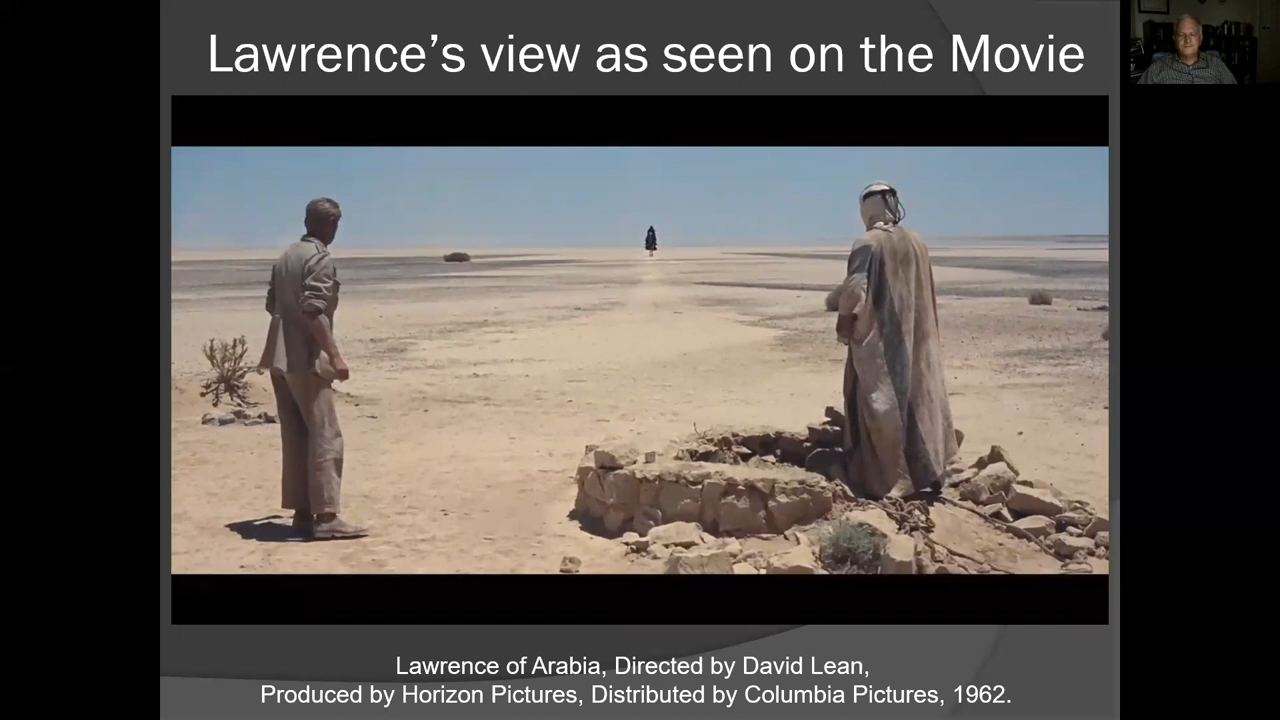 Lawrence’s view as seen on the Movie
Lawrence of Arabia, Directed by David Lean,
Produced by Horizon Pictures, Distributed by Columbia Pictures, 1962.